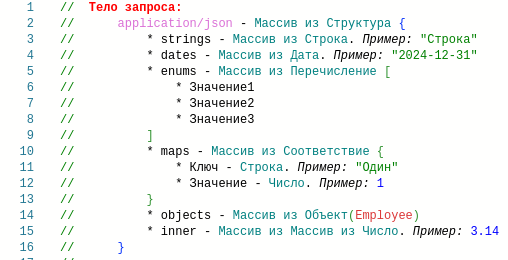 1 // Тело запроса:
2 // application/json - Массив из Структура {
3 // * strings - Массив из Строка. Пример: "Строка"
4 // * dates - Массив из Дата. Пример: "2024-12-31"
5 // * enums - Массив из Перечисление [
6 // * Значение1
7 // * Значение2
8 // * Значение3
9 // ]
10 // * maps - Массив из Соответствие {
11 // * Ключ - Строка. Пример: "Один"
12 // * Значение - Число. Пример: 1
13 // }
14 // * objects - Массив из Объект(Employee)
15 // * inner - Массив из Массив из Число. Пример: 3.14
16 // }